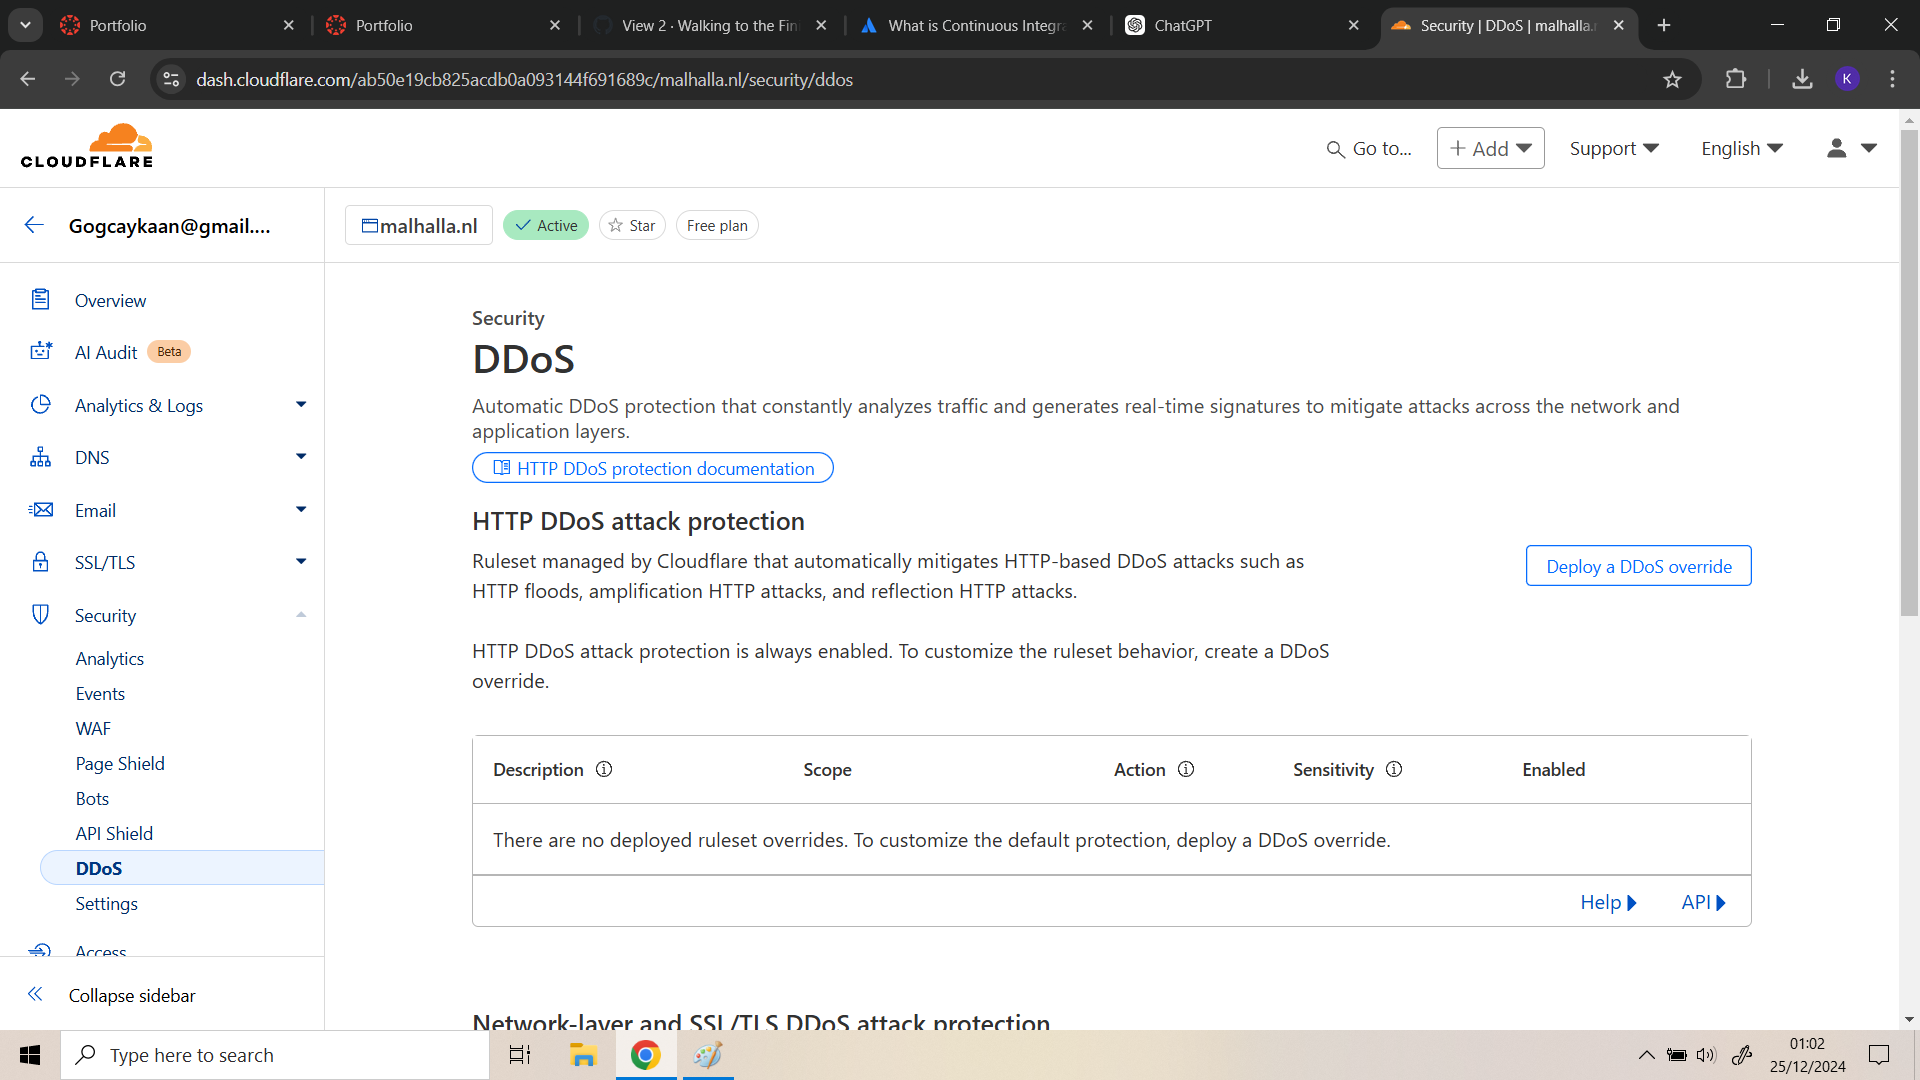 Portfolio
Portfolio
View 2 · Walking to the Fin
What is Continuous Integra
ChatGPT
Security | DDoS | malhalla.
dash.cloudflare.com/ab50e19cb825acdb0a093144f691689c/malhalla.nl/security/ddos
K
CLOUDFLARE
Go to...
Add
Support
English
Gogcaykaan@gmail....
malhalla.nl
Active
Star
Free plan
Overview
AI Audit Beta
Analytics & Logs
DNS
Email
SSL/TLS
Security
Analytics
Events
WAF
Page Shield
Bots
API Shield
DDoS
Settings
Access
Collapse sidebar
Security
DDoS
Automatic DDoS protection that constantly analyzes traffic and generates real-time signatures to mitigate attacks across the network and
application layers.
HTTP DDoS protection documentation
HTTP DDoS attack protection
Ruleset managed by Cloudflare that automatically mitigates HTTP-based DDoS attacks such as
HTTP floods, amplification HTTP attacks, and reflection HTTP attacks.
Deploy a DDoS override
HTTP DDoS attack protection is always enabled. To customize the ruleset behavior, create a DDoS
override.
Description Scope Action Sensitivity Enabled
There are no deployed ruleset overrides. To customize the default protection, deploy a DDoS override.
Help API
Network-layer and SSL/TLS DDoS attack protection
Type here to search
01:02
25/12/2024